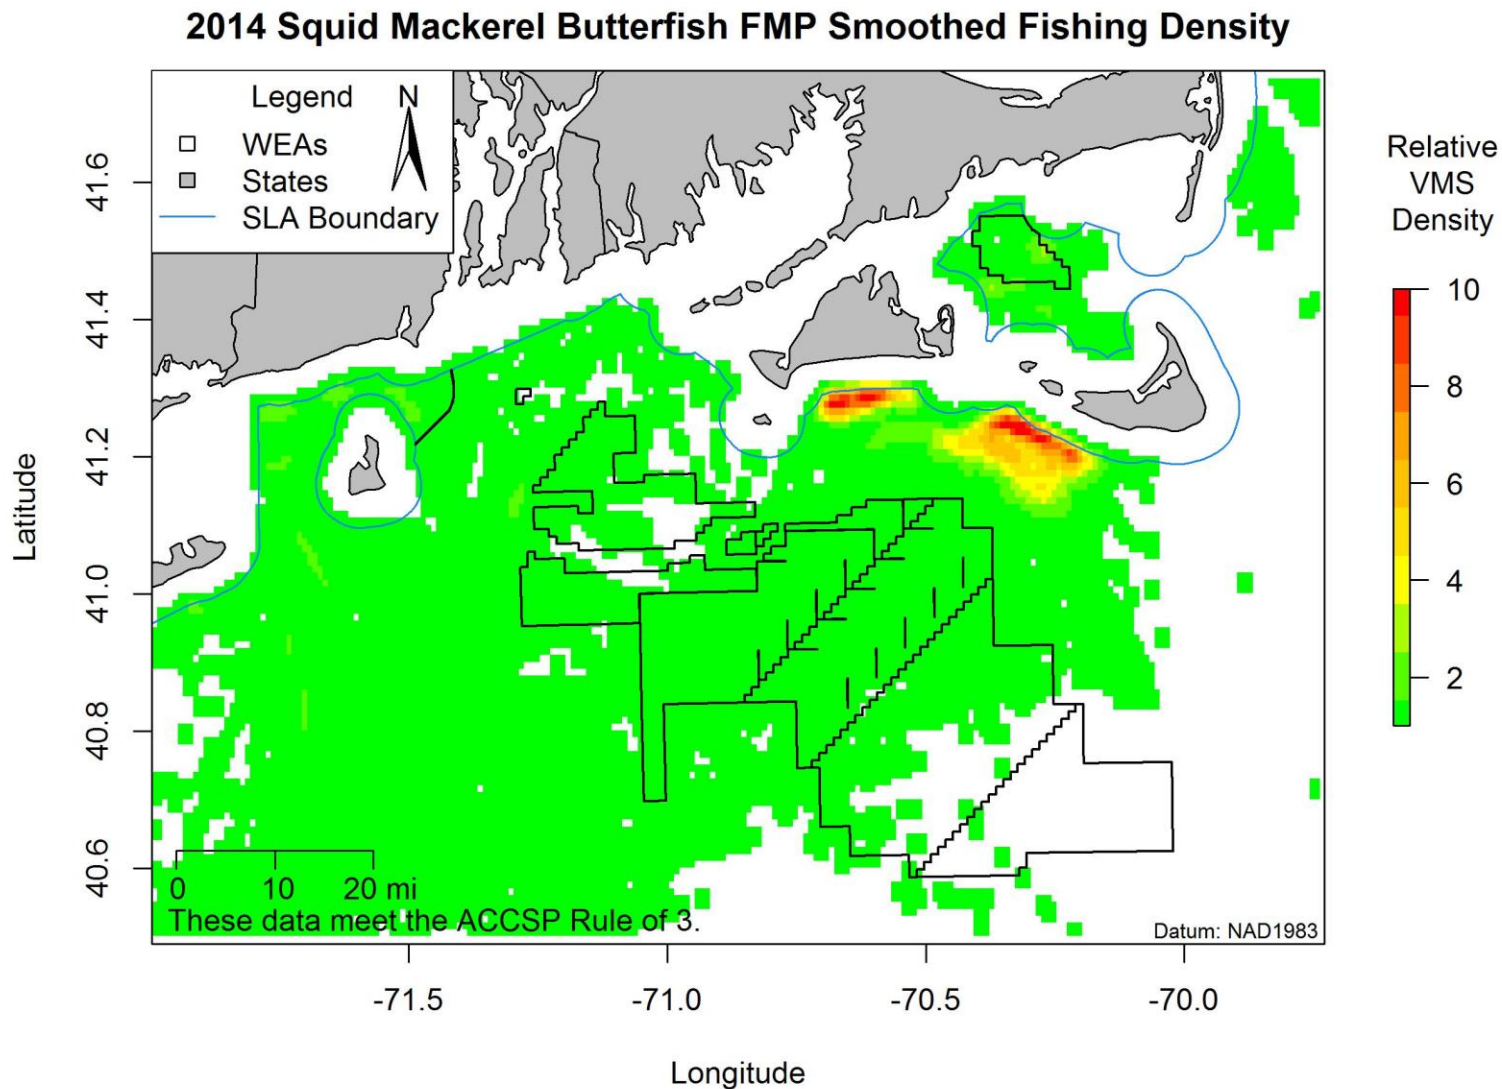 2014 Squid Mackerel Butterfish FMP Smoothed Fishing Density
Legend
N
WEAs
States
SLA Boundary
Relative
VMS
Density
10
8
6
4
2
Latitude
41.6
41.4
41.2
41.0
40.8
40.6
0 10 20 mi
These data meet the ACCSP Rule of 3.
Datum: NAD1983
-71.5 -71.0 -70.5 -70.0
Longitude